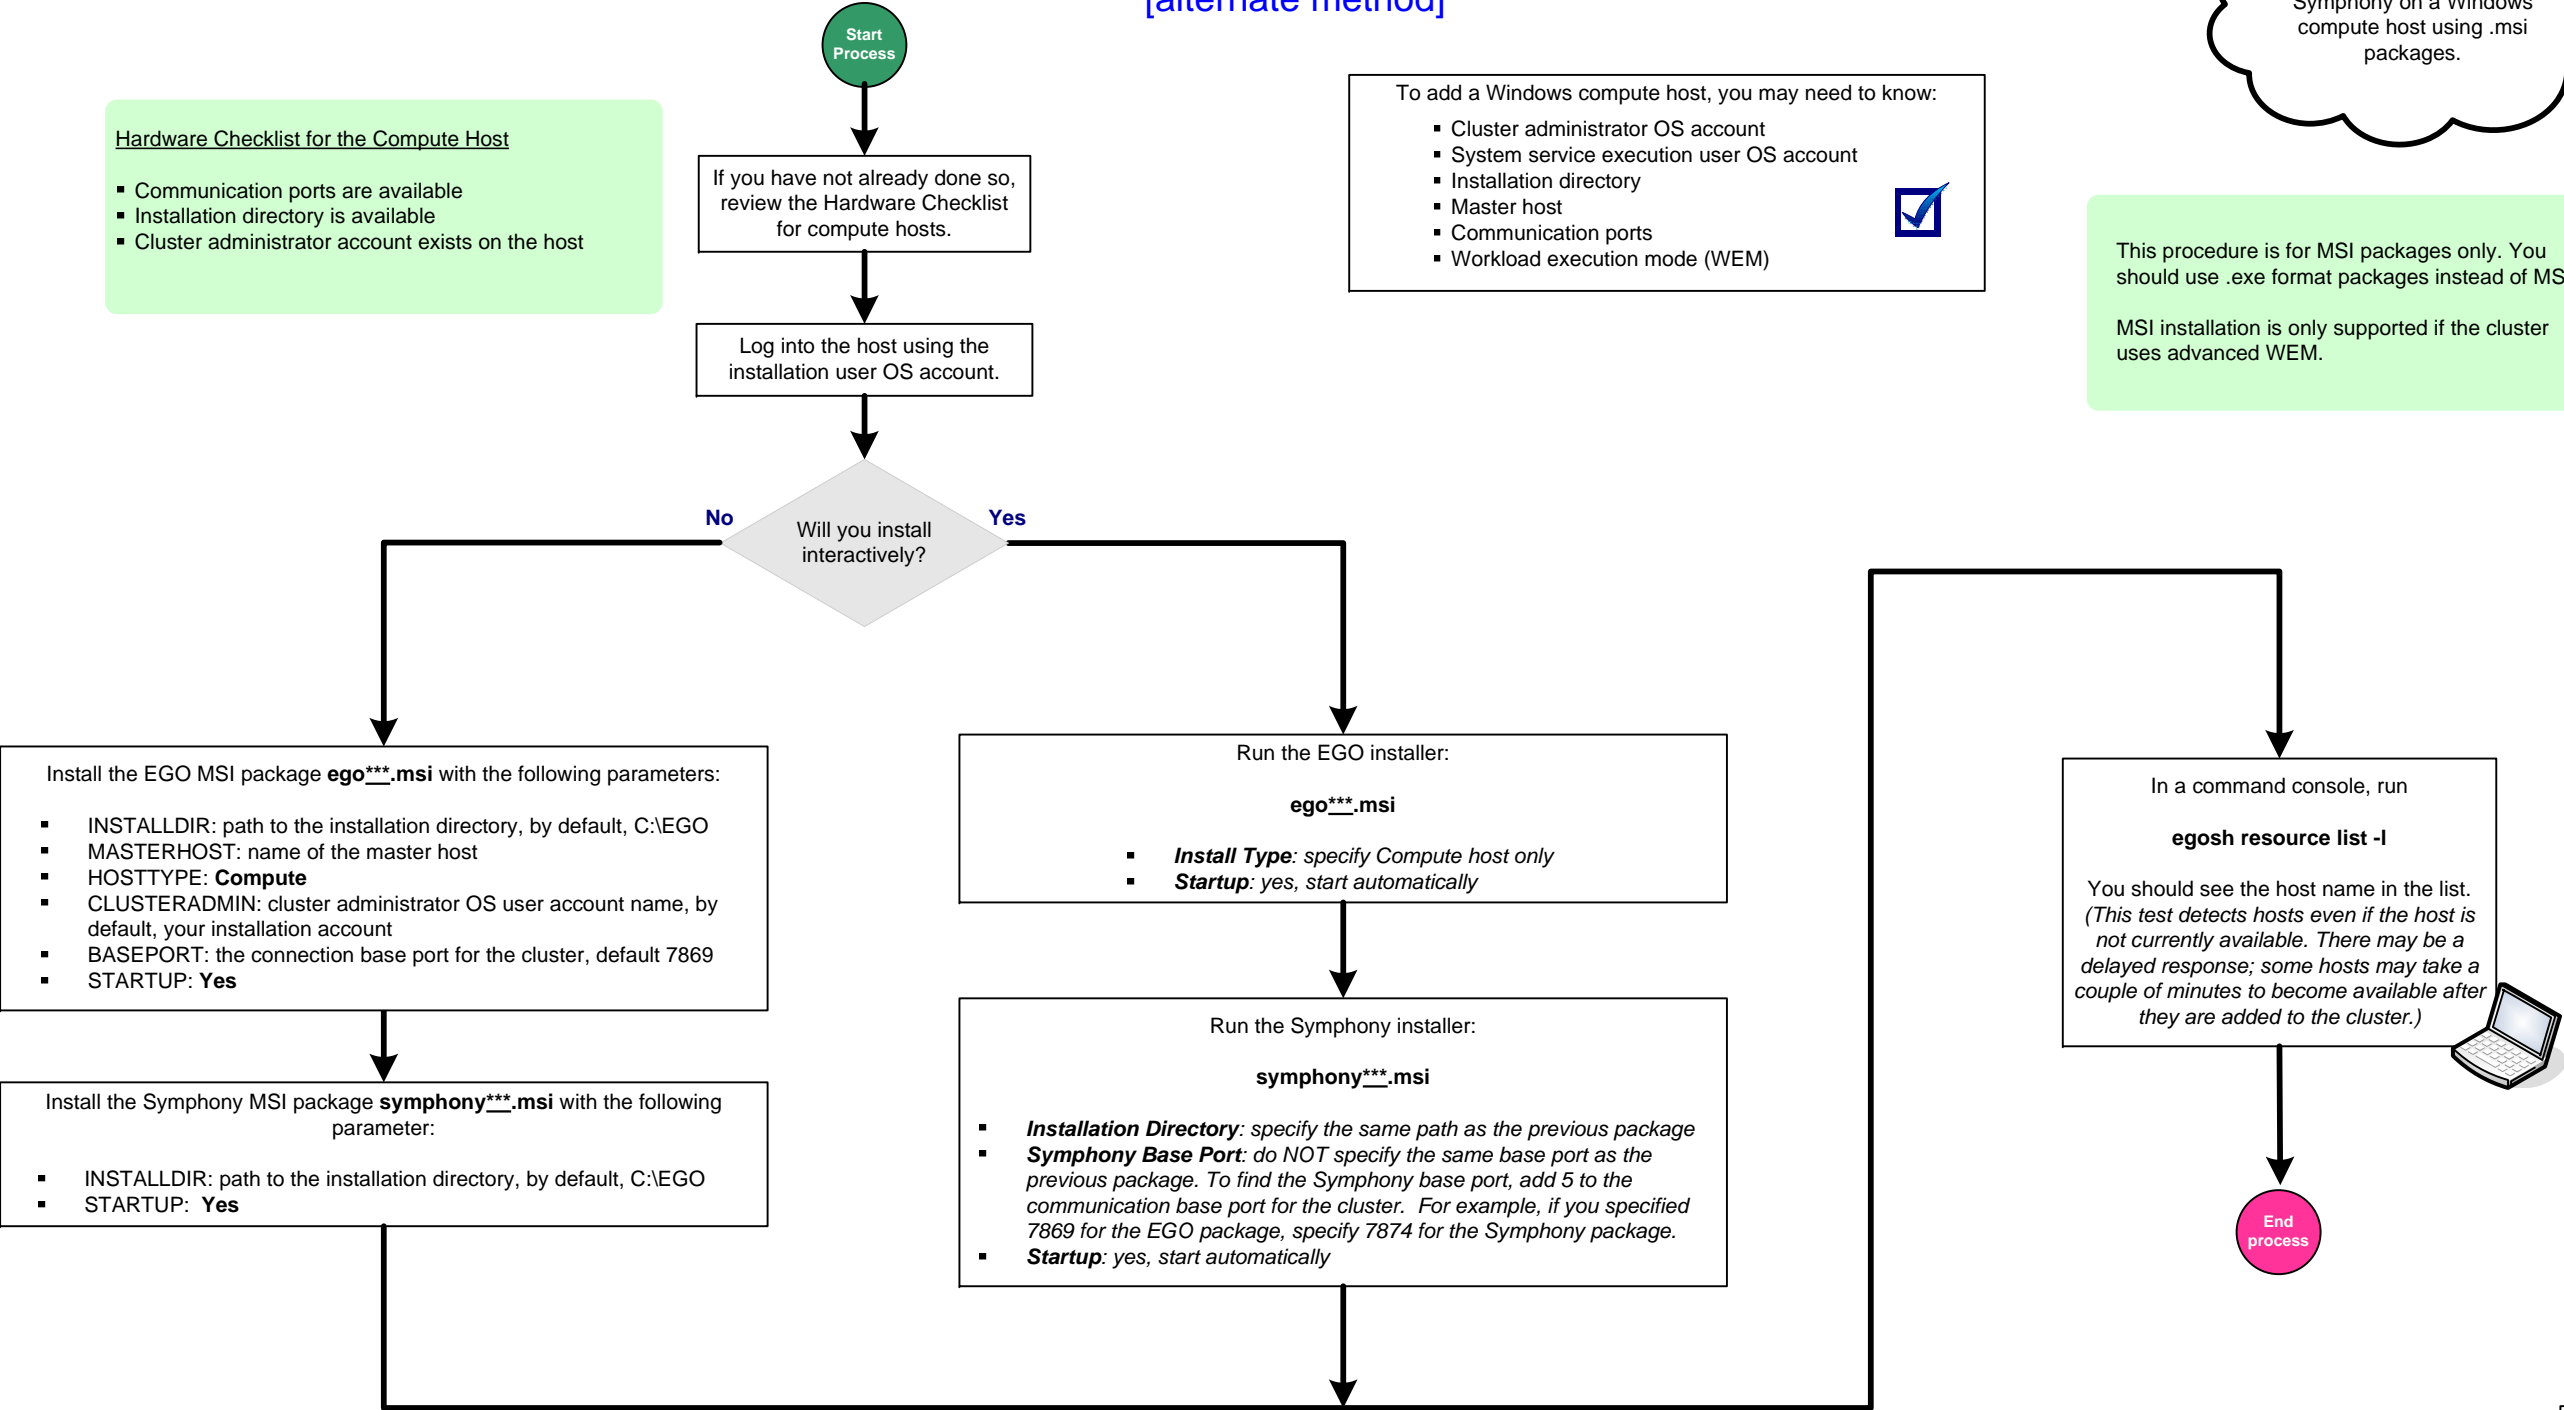 [alternate method]
Symphony on a Windows
compute host using .msi
packages.
Start
Process
Hardware Checklist for the Compute Host
▪ Communication ports are available
▪ Installation directory is available
▪ Cluster administrator account exists on the host
If you have not already done so,
review the Hardware Checklist
for compute hosts.
To add a Windows compute host, you may need to know:
▪ Cluster administrator OS account
▪ System service execution user OS account
▪ Installation directory
▪ Master host
▪ Communication ports
▪ Workload execution mode (WEM)
This procedure is for MSI packages only. You
should use .exe format packages instead of
MSI installation is only supported if the cluster
uses advanced WEM.
Log into the host using the
installation user OS account.
Will you install
interactively?
No
Yes
Install the EGO MSI package ego***.msi with the following parameters:
▪ INSTALLDIR: path to the installation directory, by default, C:\EGO
▪ MASTERHOST: name of the master host
▪ HOSTTYPE: Compute
▪ CLUSTERADMIN: cluster administrator OS user account name, by
default, your installation account
▪ BASEPORT: the connection base port for the cluster, default 7869
▪ STARTUP: Yes
Install the Symphony MSI package symphony***.msi with the following
parameter:
▪ INSTALLDIR: path to the installation directory, by default, C:\EGO
▪ STARTUP: Yes
Run the EGO installer:
ego***.msi
▪ Install Type: specify Compute host only
▪ Startup: yes, start automatically
Run the Symphony installer:
symphony***.msi
▪ Installation Directory: specify the same path as the previous package
▪ Symphony Base Port: do NOT specify the same base port as the
previous package. To find the Symphony base port, add 5 to the
communication base port for the cluster. For example, if you specified
7869 for the EGO package, specify 7874 for the Symphony package.
▪ Startup: yes, start automatically
In a command console, run
egosh resource list -l
You should see the host name in the list.
(This test detects hosts even if the host is
not currently available. There may be a
delayed response; some hosts may take a
couple of minutes to become available after
they are added to the cluster.)
End
process